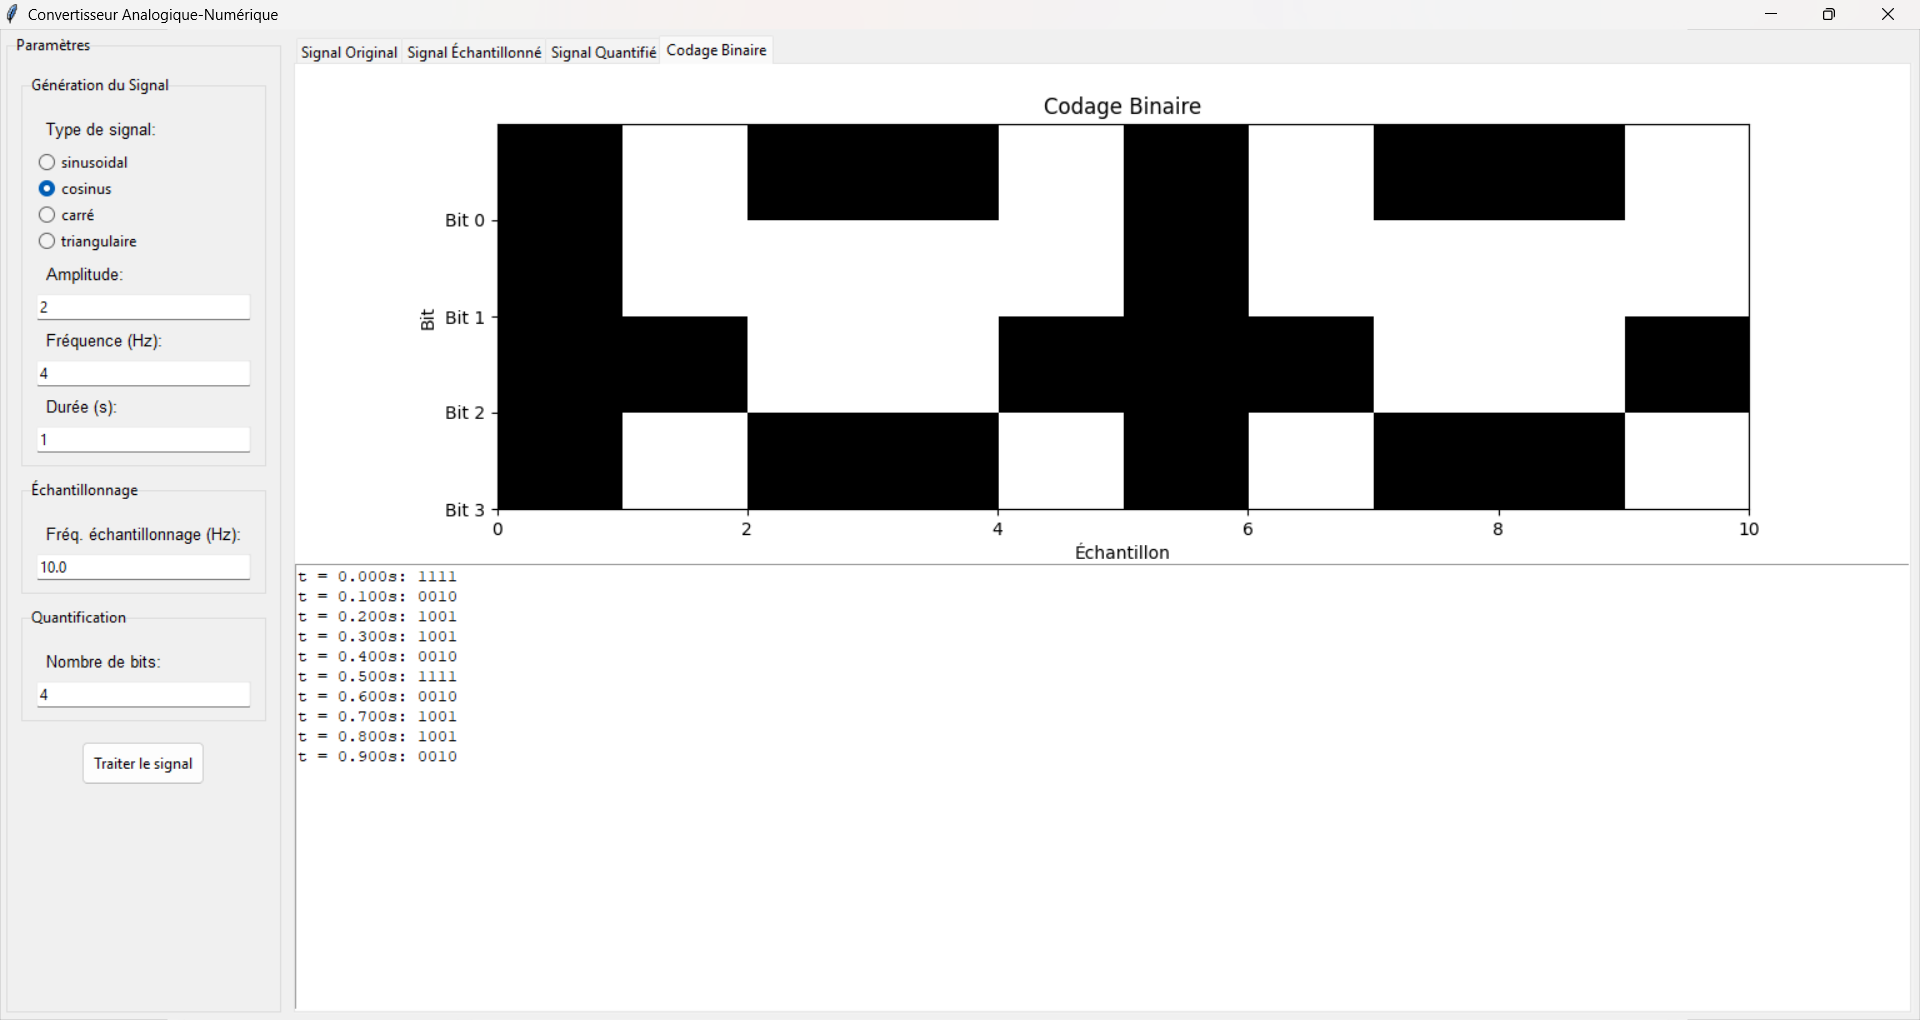 Convertisseur Analogique-Numérique
Paramètres
Génération du Signal
Type de signal:
sinusoidal
cosinus
carré
triangulaire
Amplitude:
2
Fréquence (Hz):
4
Durée (s):
1
Échantillonnage
Fréq. échantillonnage (Hz):
10.0
Quantification
Nombre de bits:
4
Traiter le signal
Signal Original Signal Échantillonné Signal Quantifié Codage Binaire
Codage Binaire
Bit
Bit 0
Bit 1
Bit 2
Bit 3
0 2 4 6 8 10
Échantillon
t = 0.000s: 1111
t = 0.100s: 0010
t = 0.200s: 1001
t = 0.300s: 1001
t = 0.400s: 0010
t = 0.500s: 1111
t = 0.600s: 0010
t = 0.700s: 1001
t = 0.800s: 1001
t = 0.900s: 0010